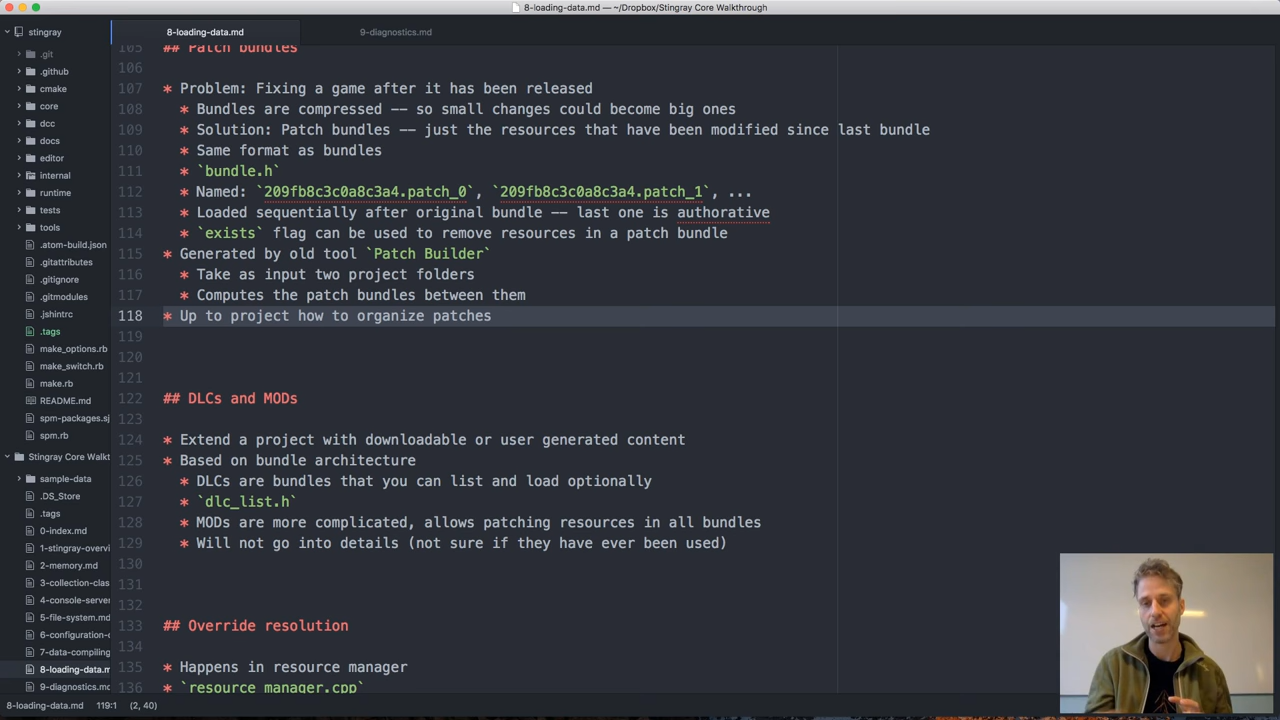 8-loading-data.md — ~/Dropbox/Stingray Core Walkthrough
stingray
.git
.github
cmake
core
dcc
docs
editor
internal
runtime
tests
tools
.atom-build.json
.gitattributes
.gitignore
.gitmodules
.jshintrc
.tags
make_options.rb
make_switch.rb
make.rb
README.md
spm-packages.sj
spm.rb
Stingray Core Walkt
sample-data
.DS_Store
.tags
0-index.md
1-stingray-overvi
2-memory.md
3-collection-clas
4-console-server
5-file-system.md
6-configuration-c
7-data-compiling
8-loading-data.m
9-diagnostics.md
8-loading-data.md
9-diagnostics.md
105 ## Patch bundles
106
107 * Problem: Fixing a game after it has been released
108 * Bundles are compressed -- so small changes could become big ones
109 * Solution: Patch bundles -- just the resources that have been modified since last bundle
110 * Same format as bundles
111 * `bundle.h`
112 * Named: `209fb8c3c0a8c3a4.patch_0`, `209fb8c3c0a8c3a4.patch_1`, ...
113 * Loaded sequentially after original bundle -- last one is authorative
114 * `exists` flag can be used to remove resources in a patch bundle
115 * Generated by old tool `Patch Builder`
116 * Take as input two project folders
117 * Computes the patch bundles between them
118 * Up to project how to organize patches
119
120
121
122 ## DLCs and MODs
123
124 * Extend a project with downloadable or user generated content
125 * Based on bundle architecture
126 * DLCs are bundles that you can list and load optionally
127 * `dlc_list.h`
128 * MODs are more complicated, allows patching resources in all bundles
129 * Will not go into details (not sure if they have ever been used)
130
131
132
133 ## Override resolution
134
135 * Happens in resource manager
136 * `resource_manager.cpp`
8-loading-data.md 119:1 (2, 40)